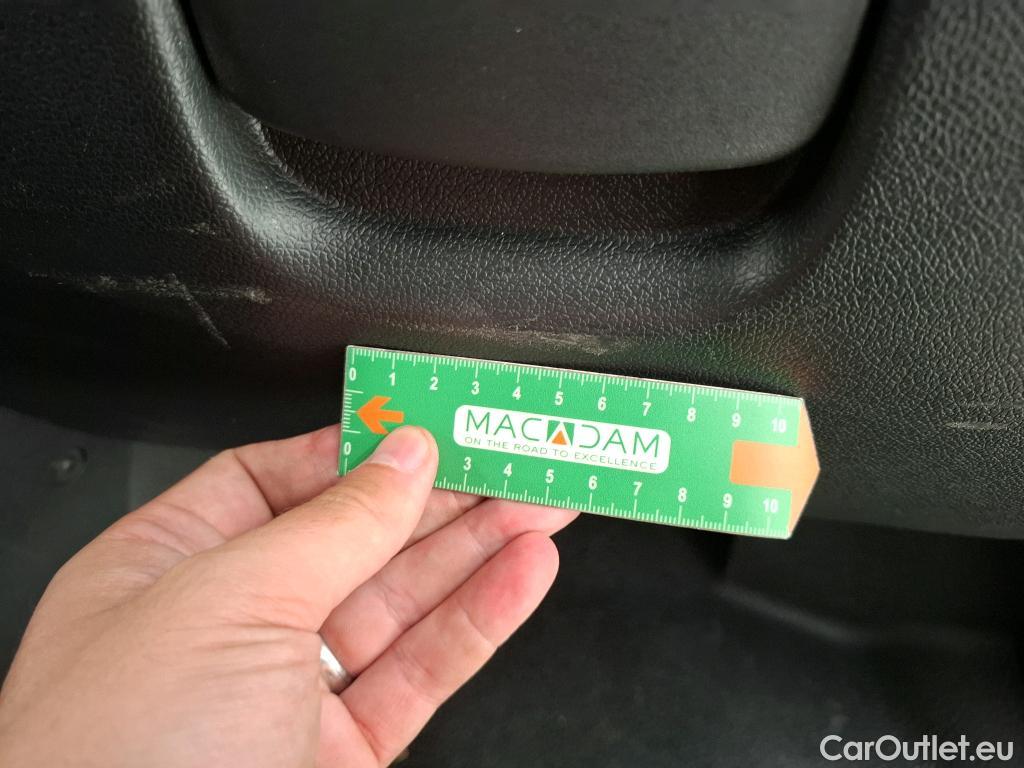 0 1 2 3 4 5 6 7 8 9 10
MACADAM
ON THE ROAD TO EXCELLENCE
0 3 4 5 6 7 8 9 10
CarOutlet.eu